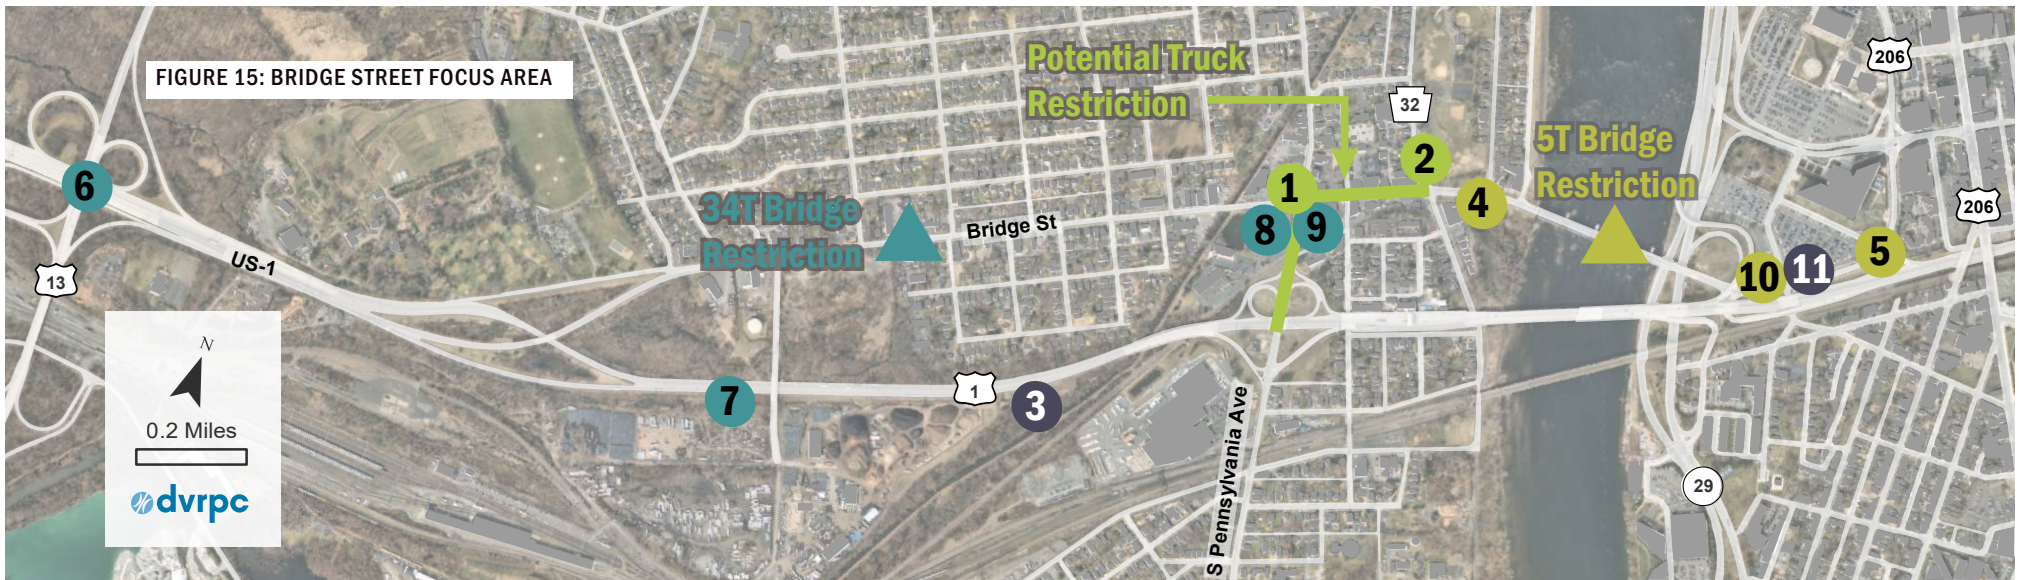 FIGURE 15: BRIDGE STREET FOCUS AREA
Potential Truck
Restriction
206
32
5T Bridge
Restriction
2
6
1
4
206
34T Bridge
Restriction
Bridge St
8
9
US-1
13
10
11
5
N
0.2 Miles
dvrpc
7
1
3
S Pennsylvania Ave
29